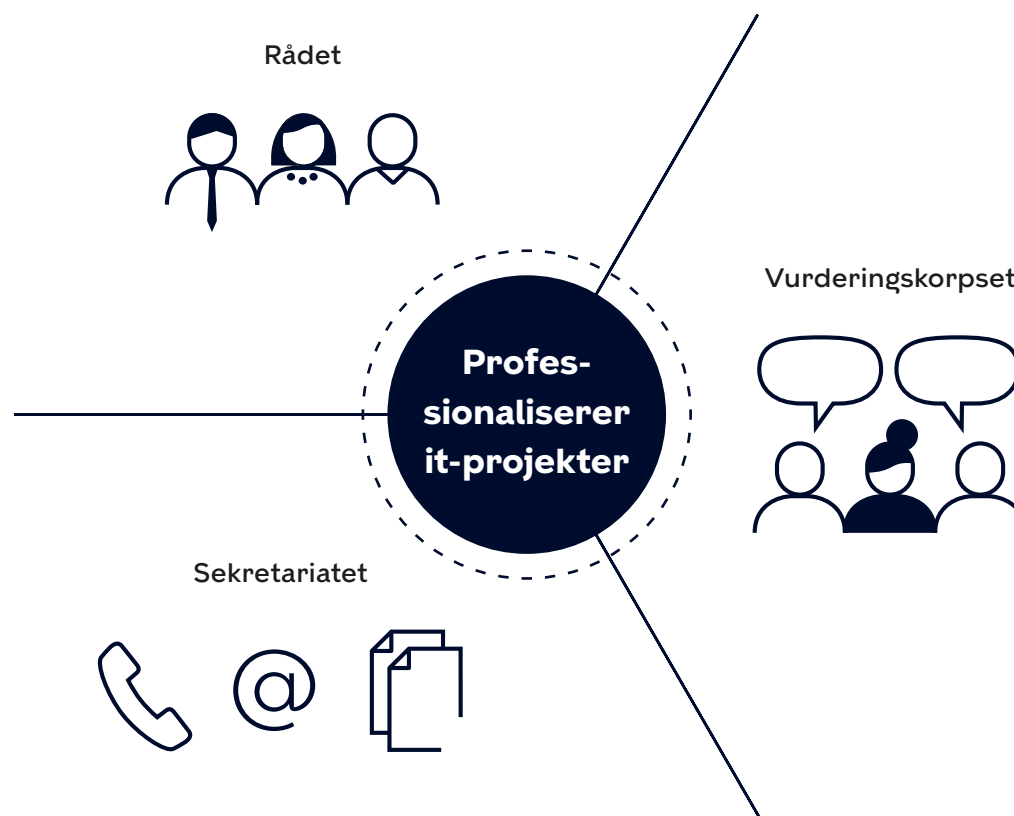 Rådet
Vurderingskorpset
Profes-
sionaliserer
it-projekter
Sekretariatet